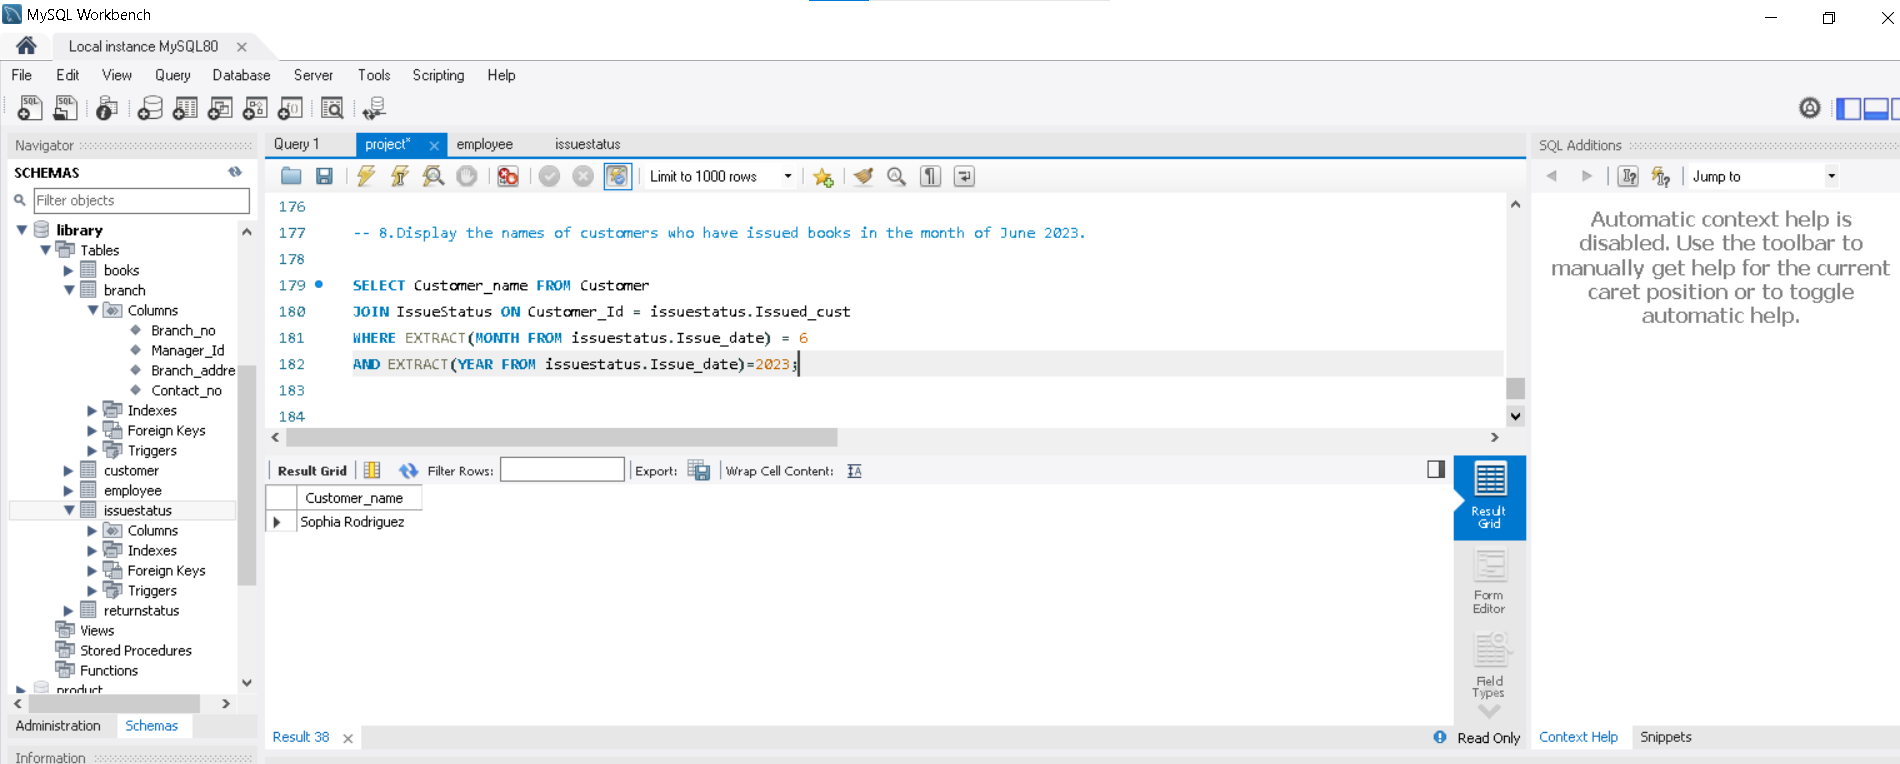 MySQL Workbench
Local instance MySQL80
File Edit View Query Database Server Tools Scripting Help
Navigator
SCHEMAS
Filter objects
library
Tables
books
branch
Columns
Branch_no
Manager_Id
Branch_addre
Contact_no
Indexes
Foreign Keys
Triggers
customer
employee
issuestatus
Columns
Indexes
Foreign Keys
Triggers
returnstatus
Views
Stored Procedures
Functions
product
Administration Schemas
Information
Query 1 project* employee issuestatus
Limit to 1000 rows
176
177 -- 8.Display the names of customers who have issued books in the month of June 2023.
178
179 SELECT Customer_name FROM Customer
180 JOIN IssueStatus ON Customer_Id = issuestatus.Issued_cust
181 WHERE EXTRACT(MONTH FROM issuestatus.Issue_date) = 6
182 AND EXTRACT(YEAR FROM issuestatus.Issue_date)=2023;
183
184
Result Grid Filter Rows: Export: Wrap Cell Content:
Customer_name
Sophia Rodriguez
Result Grid
Form Editor
Field Types
Result 38
Read Only
SQL Additions
Jump to
Automatic context help is
disabled. Use the toolbar to
manually get help for the current
caret position or to toggle
automatic help.
Context Help Snippets